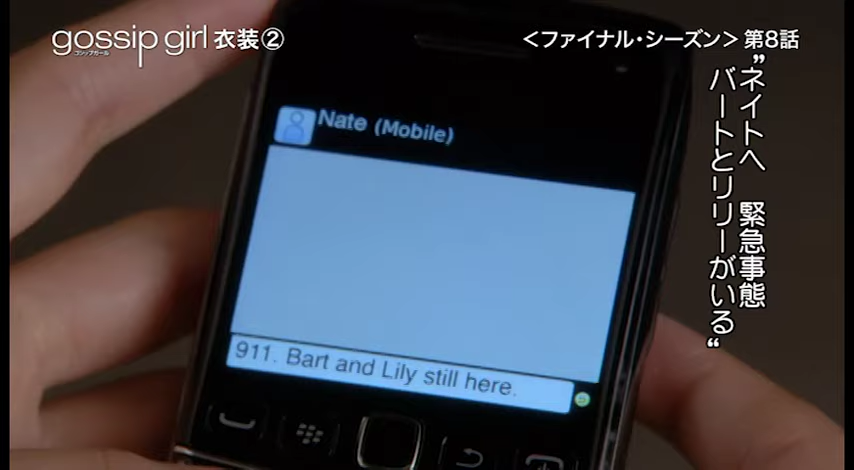 gossip girl 衣装②
ゴシップガール
＜ファイナル・シーズン＞ 第8話
"ネイトへ 緊急事態
バートとリリーがいる"
Nate (Mobile)
911. Bart and Lily still here.